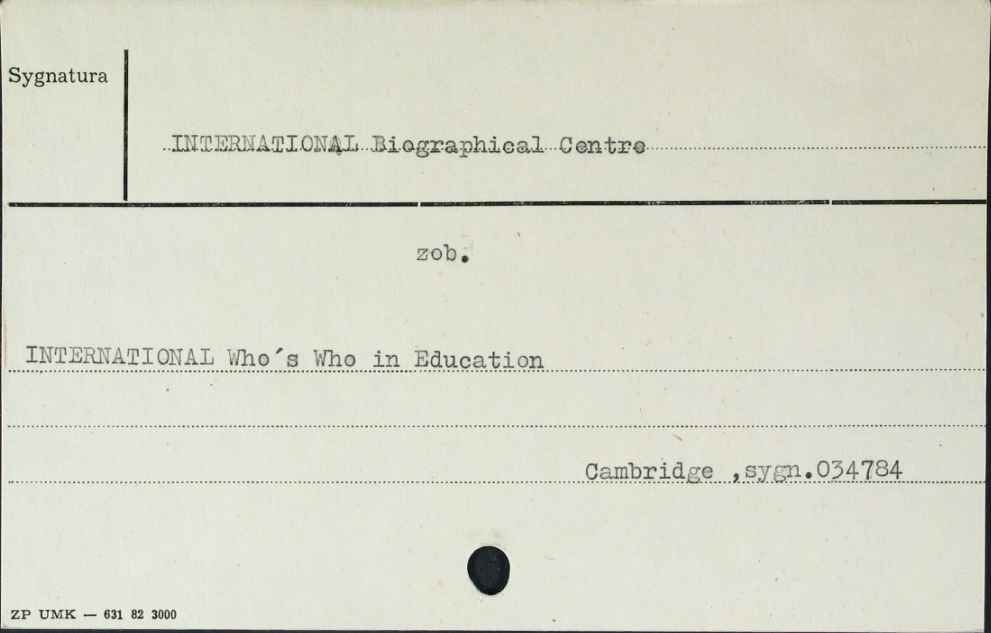 Sygnatura
INTERNATIONAL Biographical Centre
zob.
INTERNATIONAL Who´s Who in Education
Cambridge ,sygn.034784
ZP UMK — 631 82 3000